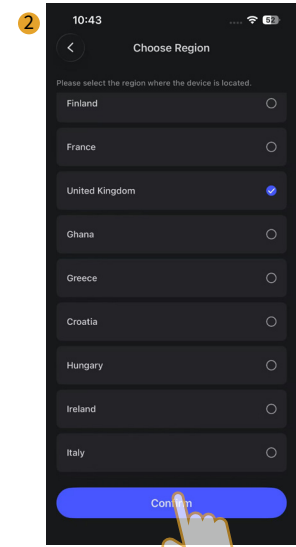 2
10:43
.... 52
Choose Region
Please select the region where the device is located.
Finland
France
United Kingdom
Ghana
Greece
Croatia
Hungary
Ireland
Italy
Confirm